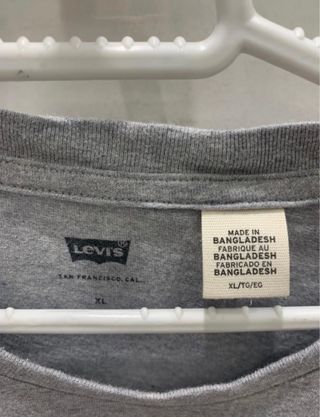 LEVI'S®
SAN FRANCISCO, CAL.
XL
MADE IN
BANGLADESH
FABRIQUE AU
BANGLADESH
FABRICADO EN
BANGLADESH
XL/TG/EG